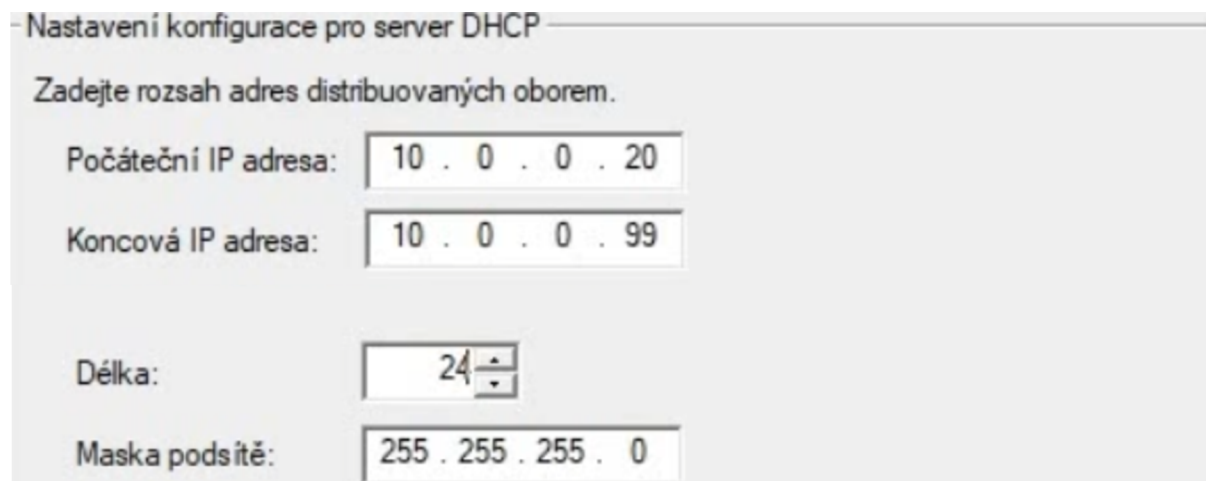 Nastavení konfigurace pro server DHCP
Zadejte rozsah adres distribuovaných oborem.
Počáteční IP adresa: 10 . 0 . 0 . 20
Koncová IP adresa: 10 . 0 . 0 . 99
Délka: 24
Maska podsítě: 255 . 255 . 255 . 0